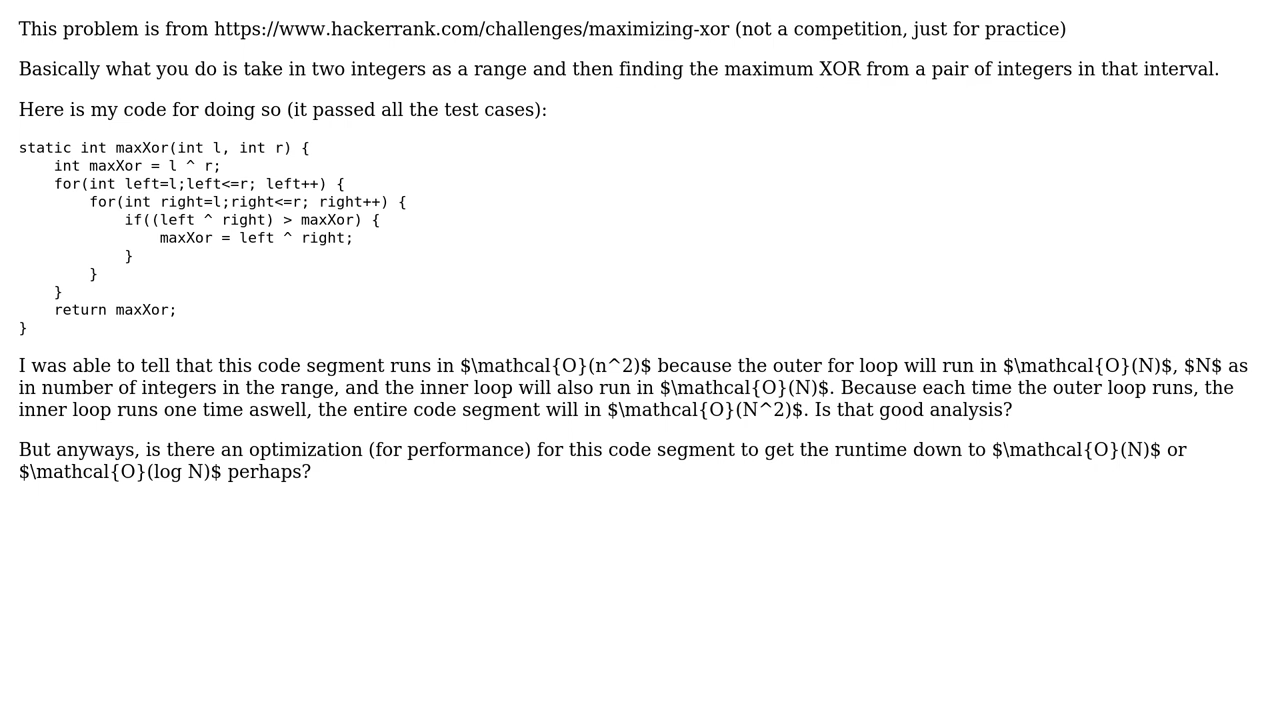 This problem is from https://www.hackerrank.com/challenges/maximizing-xor (not a competition, just for practice)
Basically what you do is take in two integers as a range and then finding the maximum XOR from a pair of integers in that interval.
Here is my code for doing so (it passed all the test cases):
static int maxXor(int l, int r) {
    int maxXor = l ^ r;
    for(int left=l;left<=r; left++) {
        for(int right=l;right<=r; right++) {
            if((left ^ right) > maxXor) {
                maxXor = left ^ right;
            }
        }
    }
    return maxXor;
}
I was able to tell that this code segment runs in $\mathcal{O}(n^2)$ because the outer for loop will run in $\mathcal{O}(N)$, $N$ as
in number of integers in the range, and the inner loop will also run in $\mathcal{O}(N)$. Because each time the outer loop runs, the
inner loop runs one time aswell, the entire code segment will in $\mathcal{O}(N^2)$. Is that good analysis?
But anyways, is there an optimization (for performance) for this code segment to get the runtime down to $\mathcal{O}(N)$ or
$\mathcal{O}(log N)$ perhaps?